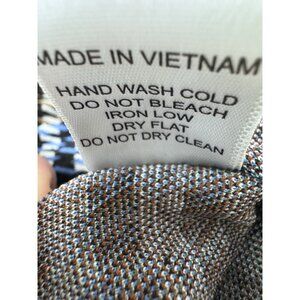 MADE IN VIETNAM
HAND WASH COLD
DO NOT BLEACH
IRON LOW
DRY FLAT
DO NOT DRY CLEAN